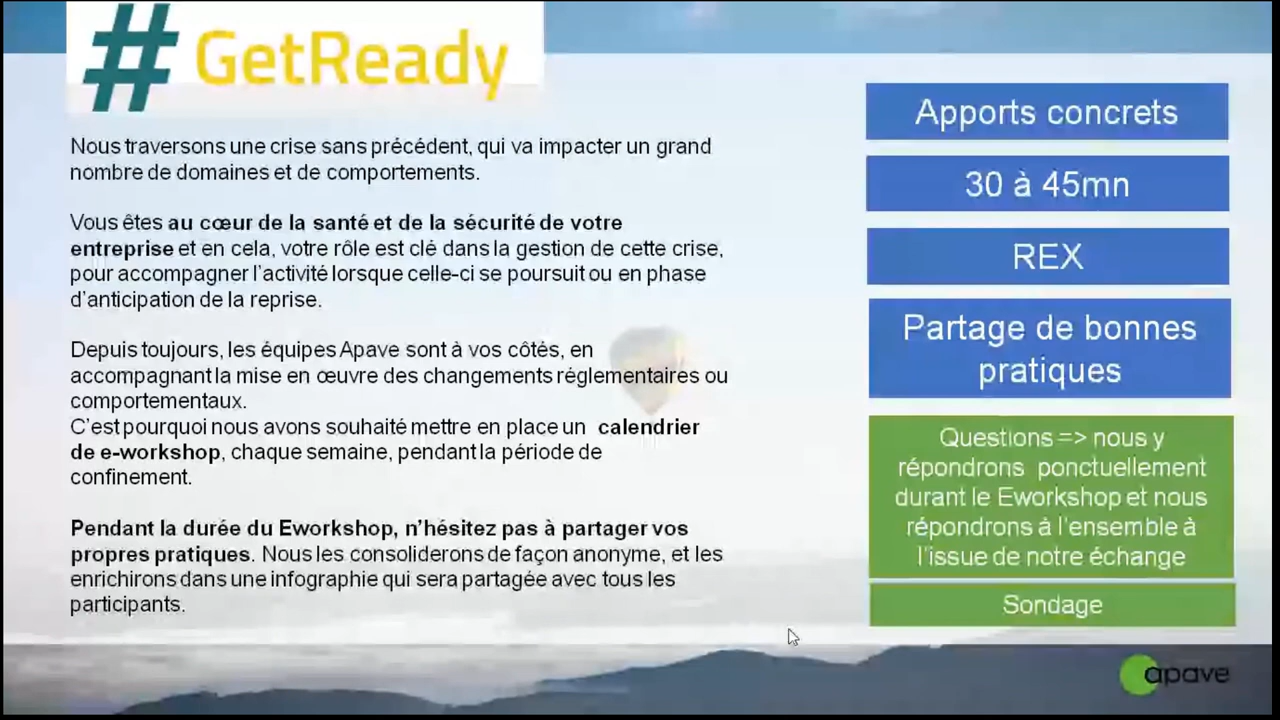 #GetReady
Nous traversons une crise sans précédent, qui va impacter un grand
nombre de domaines et de comportements.
Vous êtes au cœur de la santé et de la sécurité de votre
entreprise et en cela, votre rôle est clé dans la gestion de cette crise,
pour accompagner l'activité lorsque celle-ci se poursuit ou en phase
d'anticipation de la reprise.
Depuis toujours, les équipes Apave sont à vos côtés, en
accompagnant la mise en œuvre des changements réglementaires ou
comportementaux.
C'est pourquoi nous avons souhaité mettre en place un calendrier
de e-workshop, chaque semaine, pendant la période de
confinement.
Pendant la durée du Eworkshop, n'hésitez pas à partager vos
propres pratiques. Nous les consoliderons de façon anonyme, et les
enrichirons dans une infographie qui sera partagée avec tous les
participants.
Apports concrets
30 à 45mn
REX
Partage de bonnes
pratiques
Questions => nous y
répondrons ponctuellement
durant le Eworkshop et nous
répondrons à l'ensemble à
l'issue de notre échange
Sondage
apave